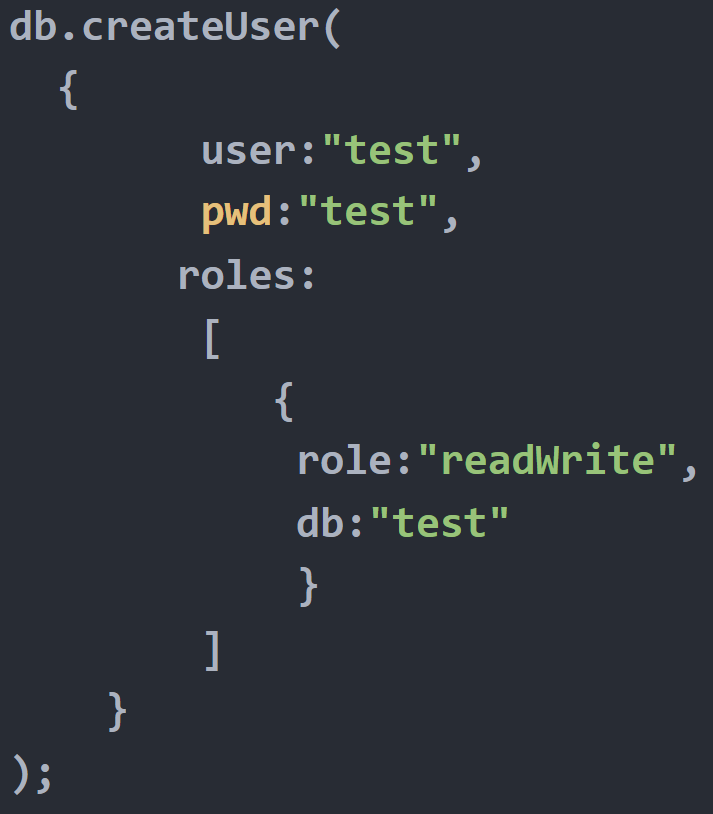 db.createUser(
{
user:"test",
pwd:"test",
roles:
[
{
role:"readWrite",
db:"test"
}
]
}
);